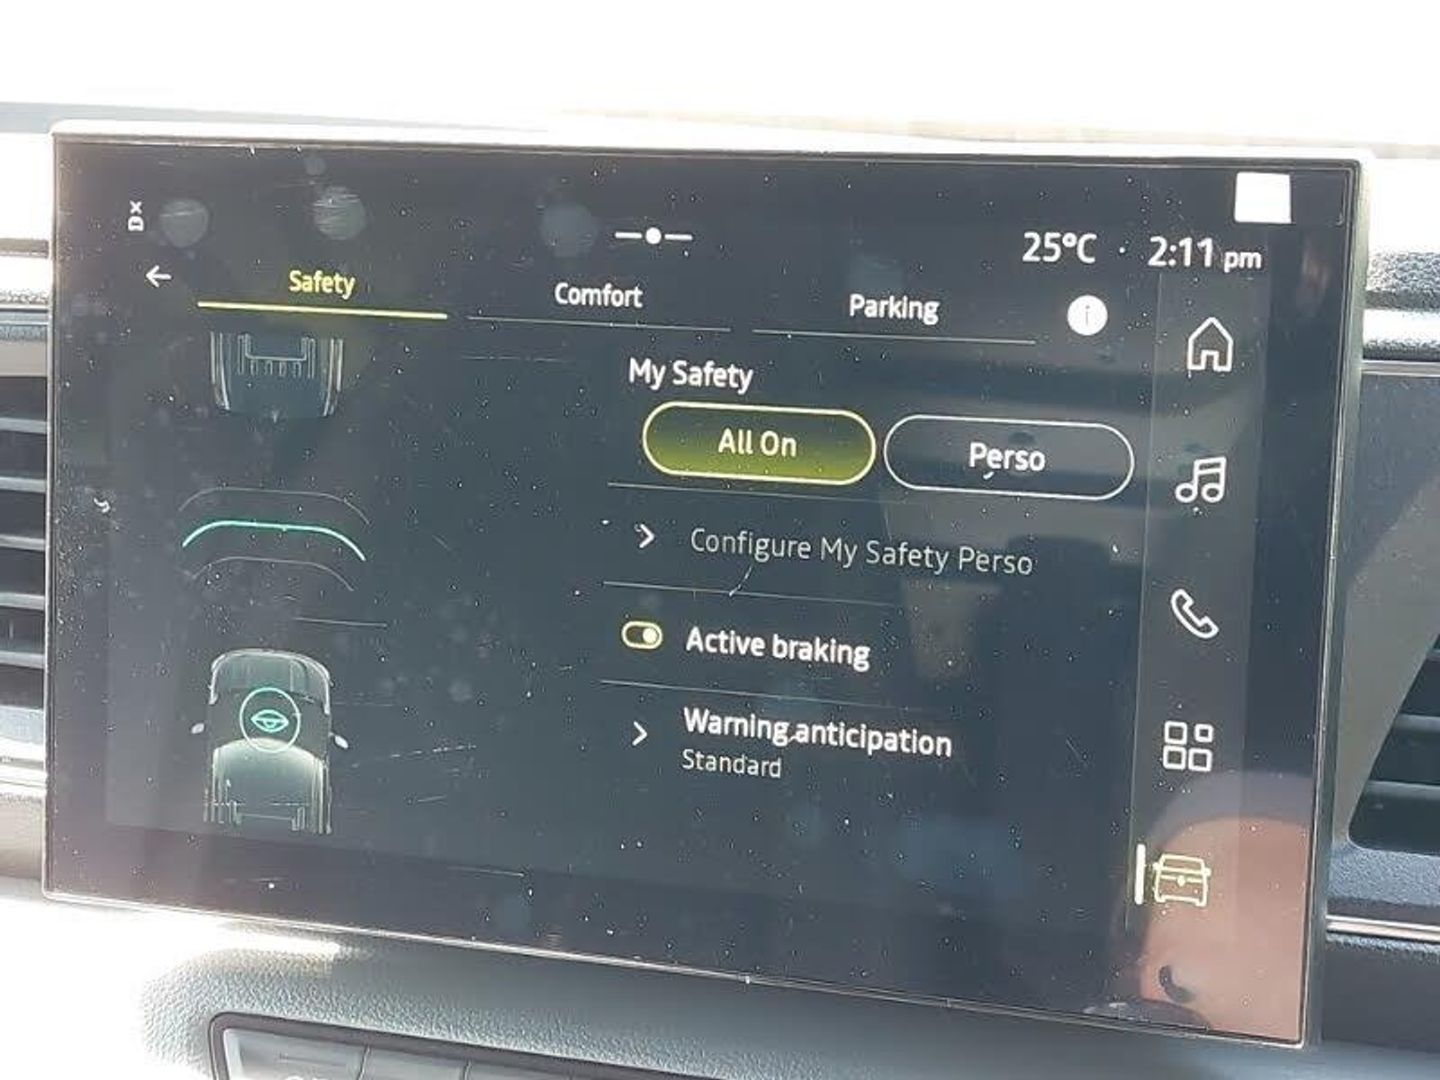 25°C · 2:11 pm
Safety
Comfort
Parking
My Safety
All On
Perso
Configure My Safety Perso
Active braking
Warning anticipation
Standard